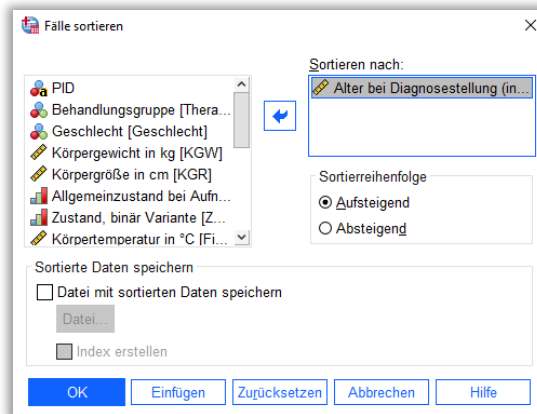 Fälle sortieren
PID
Behandlungsgruppe [Thera...
Geschlecht [Geschlecht]
Körpergewicht in kg [KGW]
Körpergröße in cm [KGR]
Allgemeinzustand bei Aufn...
Zustand, binär Variante [Z...
Körpertemperatur in °C [Fi...
Sortieren nach:
Alter bei Diagnosestellung (in...
Sortierreihenfolge
Aufsteigend
Absteigend
Sortierte Daten speichern
Datei mit sortierten Daten speichern
Datei...
Index erstellen
OK Einfügen Zurücksetzen Abbrechen Hilfe